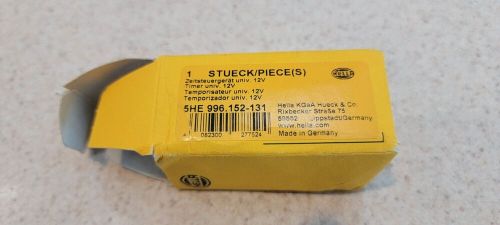 1 STUECK/PIECE(S)
HELLA
Zeitsteuergerät univ. 12V
Timer univ. 12V
Temporisateur univ. 12V
Temporizador univ. 12V
5HE 996.152-131
Hella KGaA Hueck & Co.
Rixbecker Straße 75
59552 Lippstadt/Germany
www.hella.com
Made in Germany
4 082300 277524